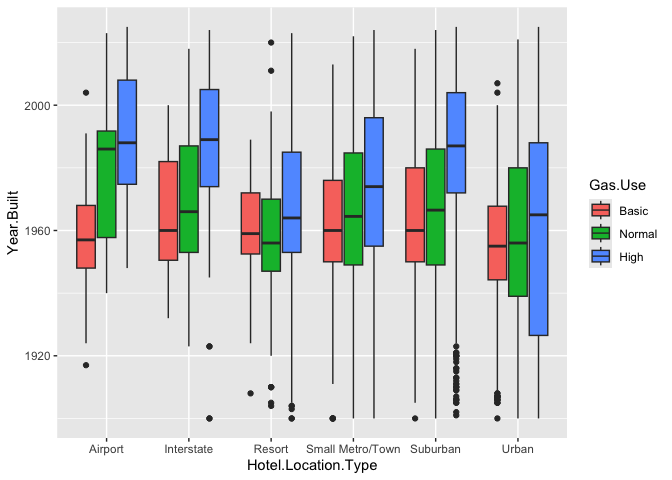 2000
1960
1920
Year.Built
Airport Interstate Resort Small Metro/Town Suburban Urban
Hotel.Location.Type
Gas.Use
Basic
Normal
High